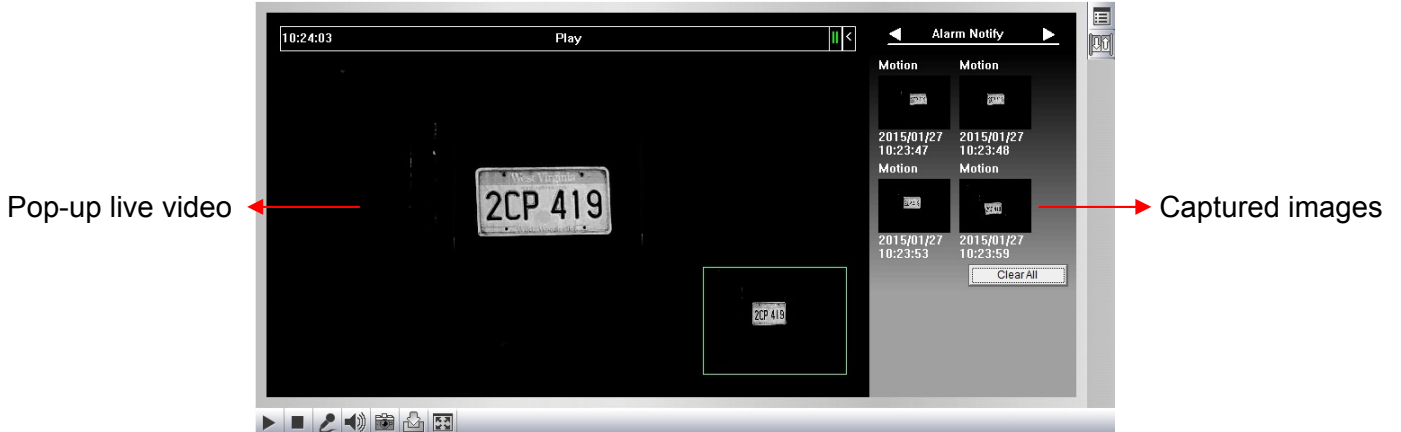 10:24:03 Play
Alarm Notify
Motion Motion
2015/01/27 2015/01/27
10:23:47 10:23:48
Motion Motion
2015/01/27 2015/01/27
10:23:53 10:23:59
Clear All
West Virginia
2CP 419
2CP 419
Pop-up live video
Captured images